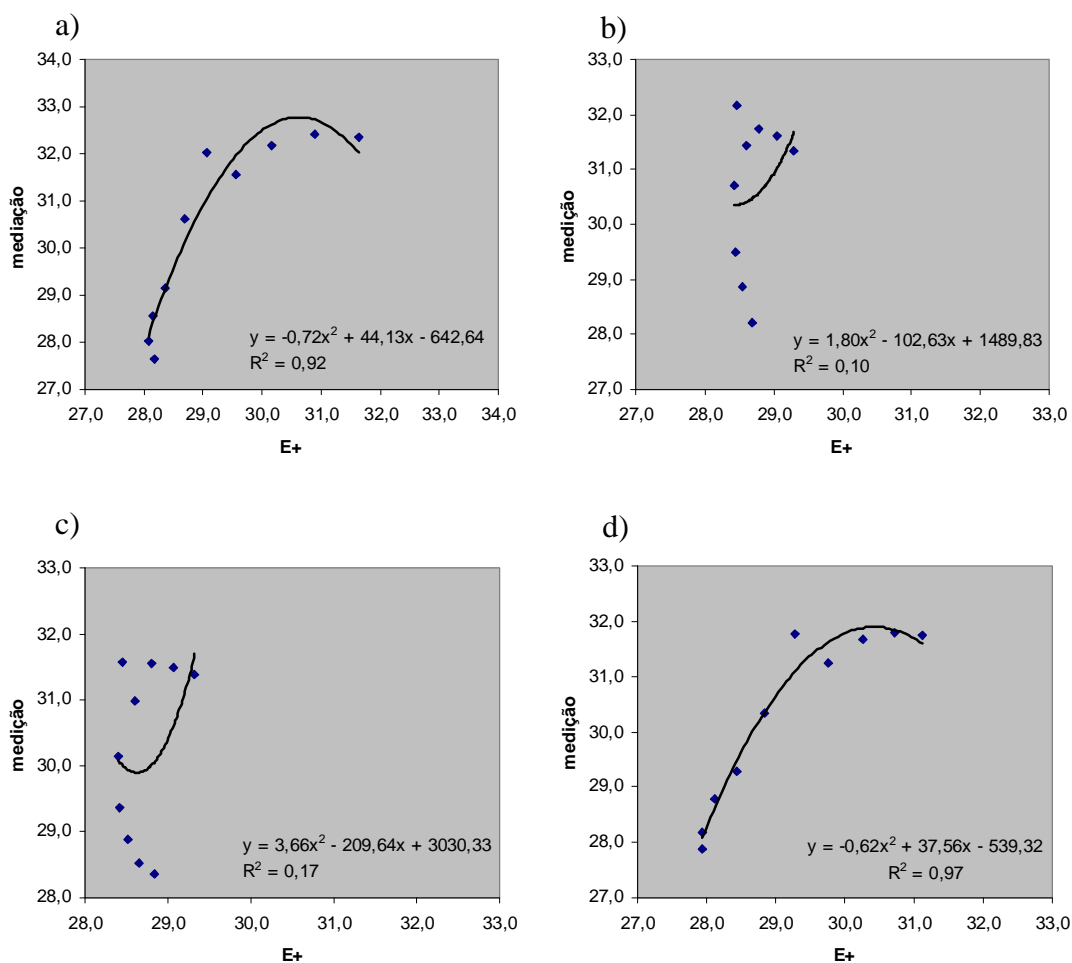 a)
34,0
33,0
32,0
31,0
30,0
29,0
28,0
27,0
mediação
y = -0,72x² + 44,13x - 642,64
R² = 0,92
27,0 28,0 29,0 30,0 31,0 32,0 33,0 34,0
E+
b)
33,0
32,0
31,0
30,0
29,0
28,0
27,0
medição
y = 1,80x² - 102,63x + 1489,83
R² = 0,10
27,0 28,0 29,0 30,0 31,0 32,0 33,0
E+
c)
33,0
32,0
31,0
30,0
29,0
28,0
medição
y = 3,66x² - 209,64x + 3030,33
R² = 0,17
28,0 29,0 30,0 31,0 32,0 33,0
E+
d)
33,0
32,0
31,0
30,0
29,0
28,0
27,0
medição
y = -0,62x² + 37,56x - 539,32
R² = 0,97
27,0 28,0 29,0 30,0 31,0 32,0 33,0
E+